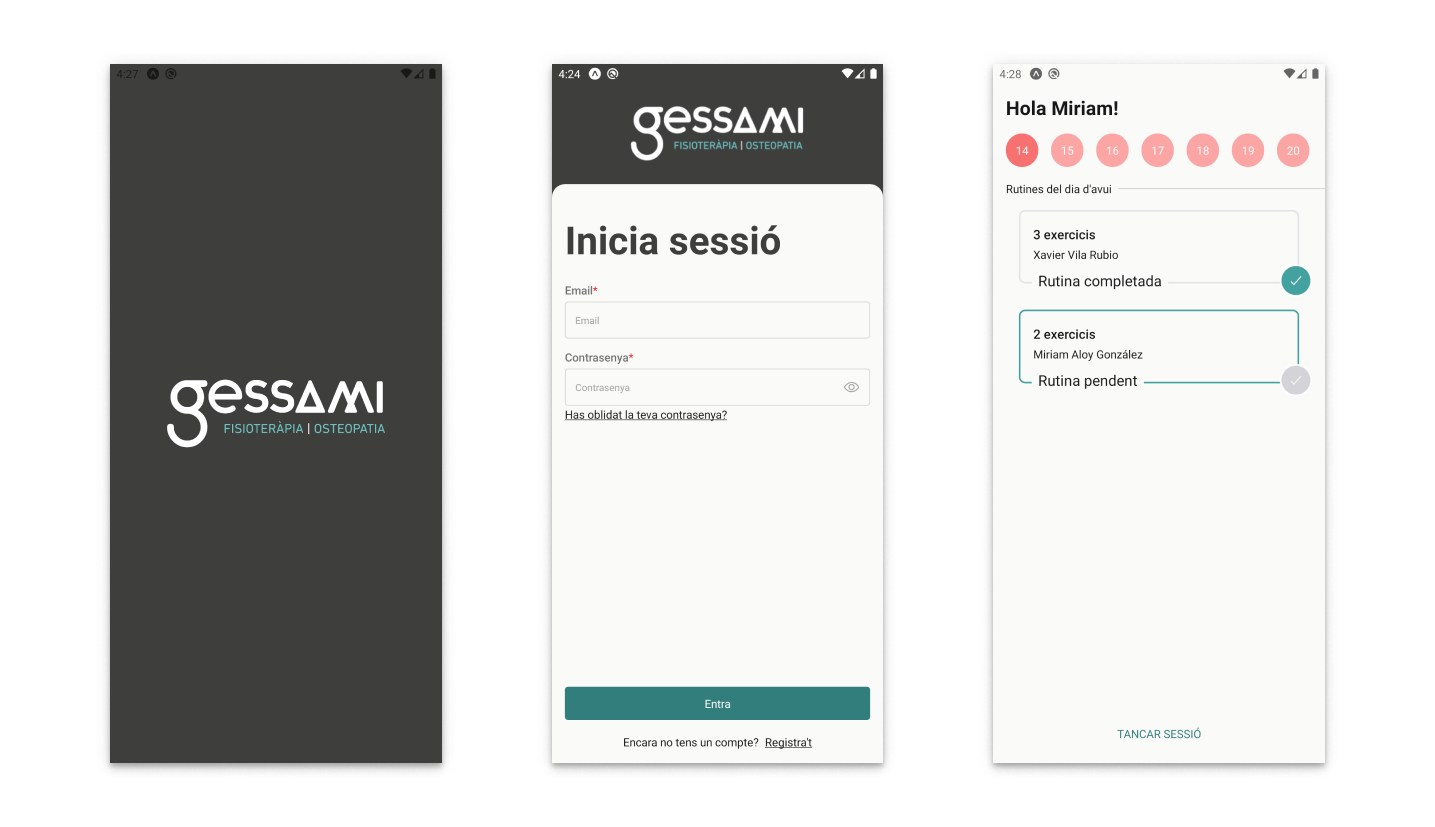 4:27
gessami
FISIOTERÀPIA | OSTEOPATIA
4:24
gessami
FISIOTERÀPIA | OSTEOPATIA
Inicia sessió
Email*
Email
Contrasenya*
Contrasenya
Has oblidat la teva contrasenya?
Entra
Encara no tens un compte? Registra't
4:28
Hola Miriam!
14 15 16 17 18 19 20
Rutines del dia d'avui
3 exercicis
Xavier Vila Rubio
Rutina completada
2 exercicis
Miriam Aloy González
Rutina pendent
TANCAR SESSIÓ